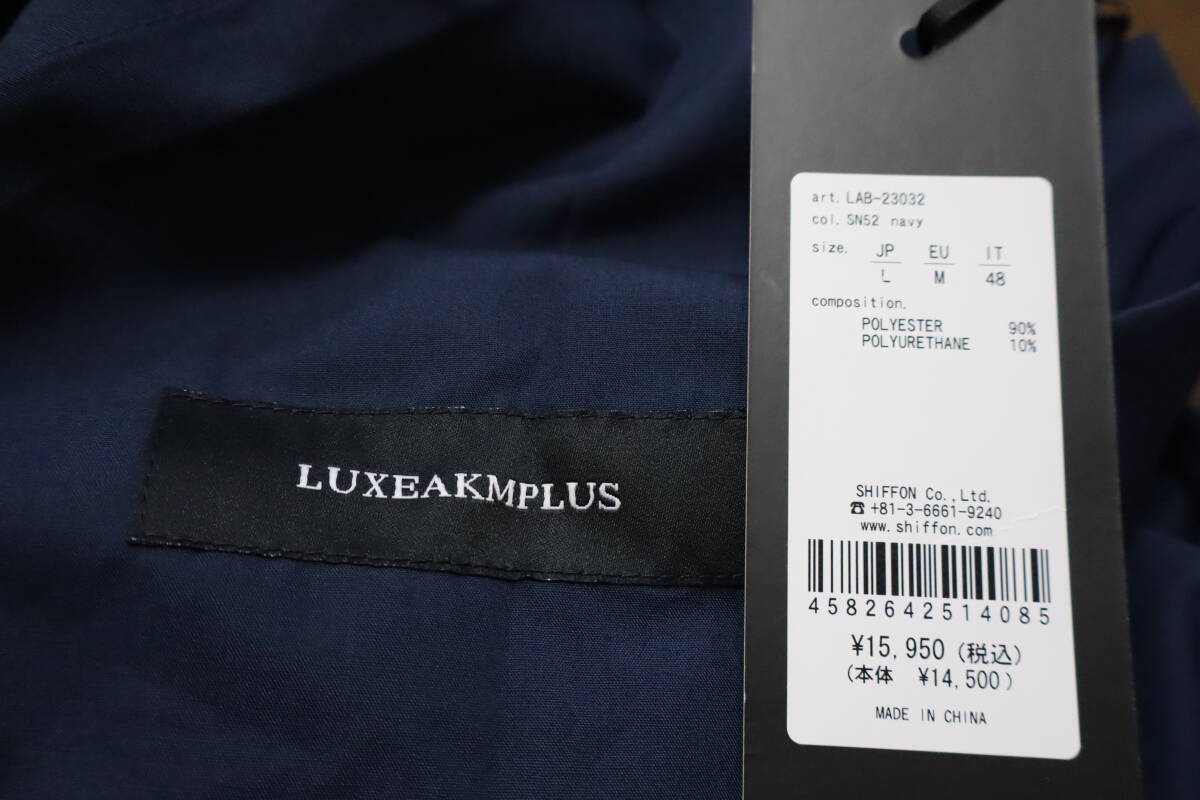 LUXEAKMPLUS
art. LAB-23032
col. SN52 navy
size. JP EU IT
L M 48
composition.
POLYESTER 90%
POLYURETHANE 10%
SHIFFON Co., Ltd.
☎ +81-3-6661-9240
www.shiffon.com
4582642514085
¥15,950 (税込)
(本体 ¥14,500)
MADE IN CHINA